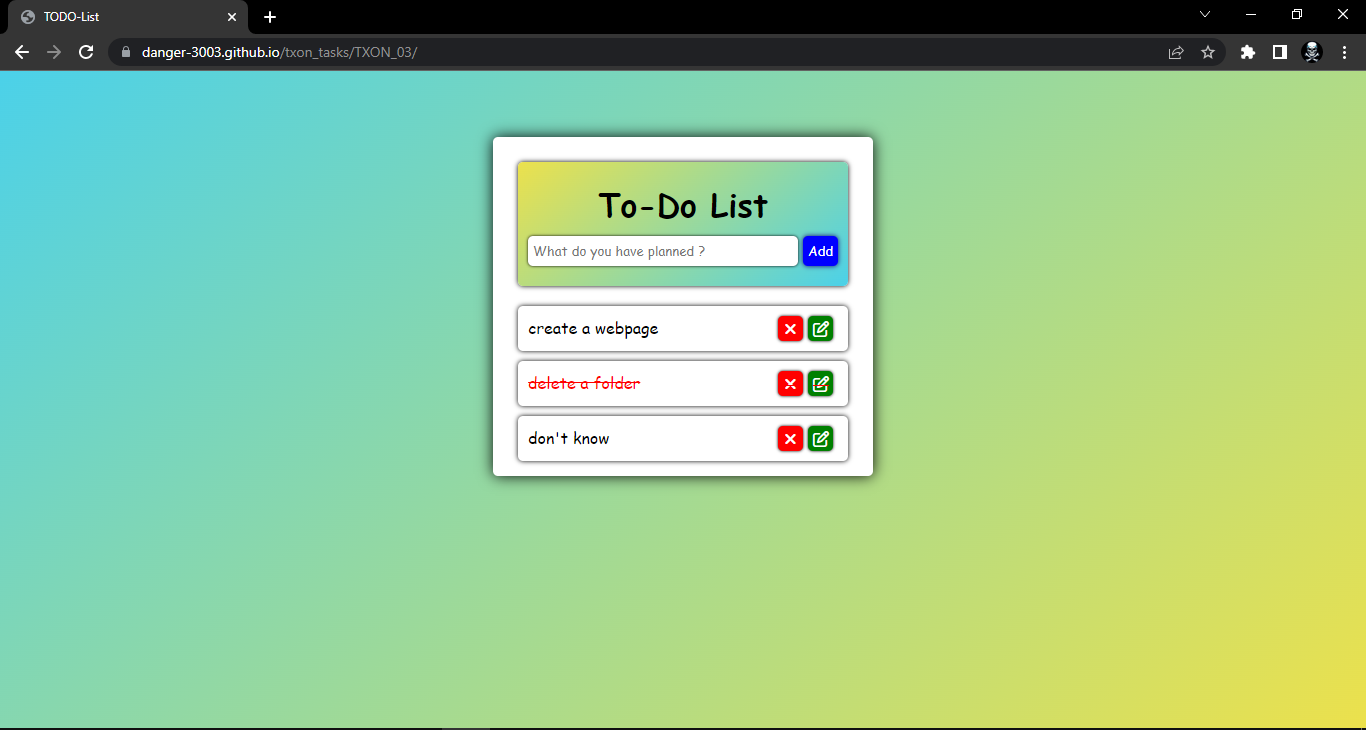 TODO-List
danger-3003.github.io/txon_tasks/TXON_03/
To-Do List
What do you have planned ?
Add
create a webpage
delete a folder
don't know